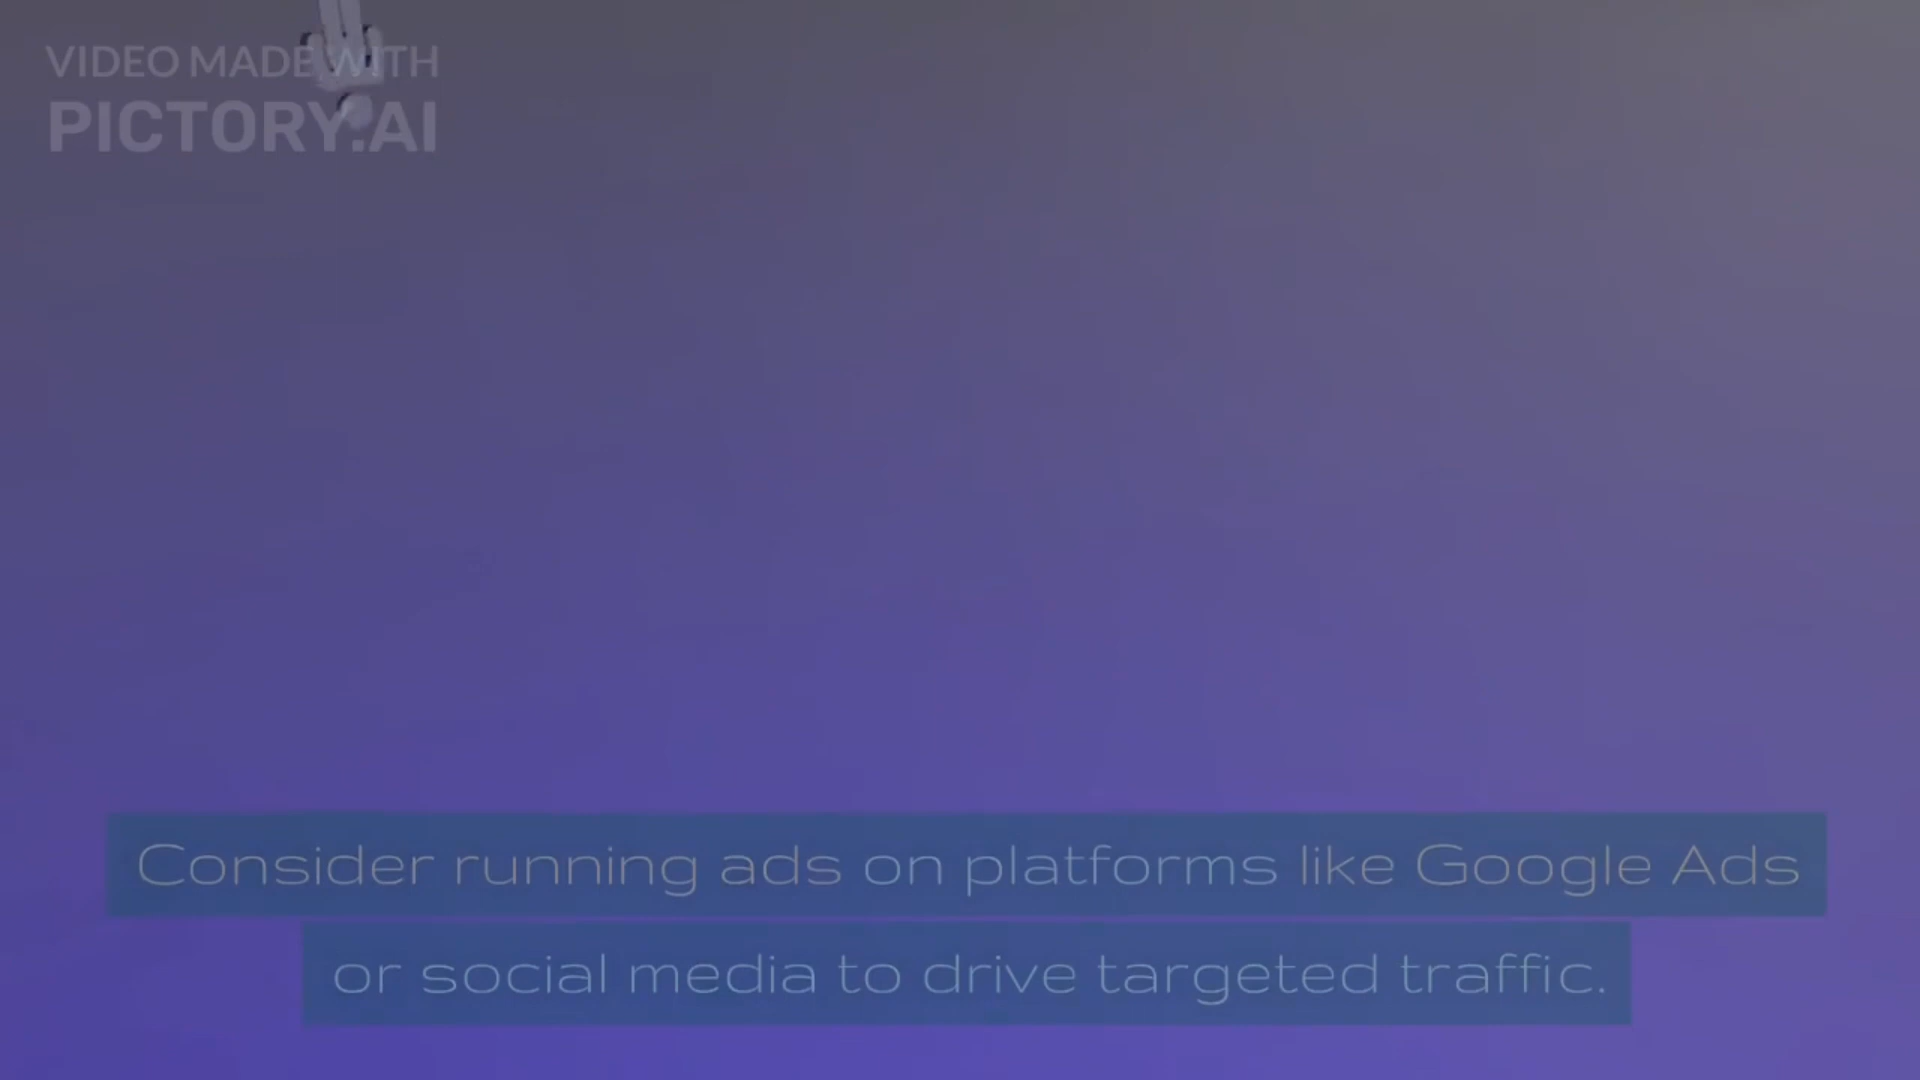 VIDEO MADE WITH
PICTORY.AI
Consider running ads on platforms like Google Ads
or social media to drive targeted traffic.